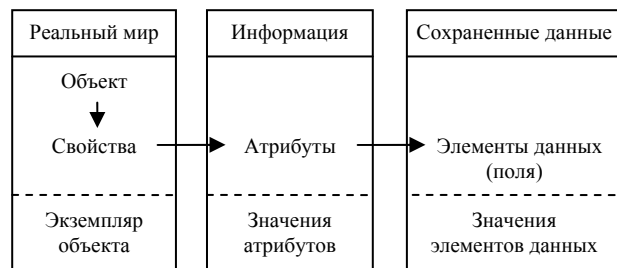 Реальный мир
Объект
Свойства
Экземпляр
объекта
Информация
Атрибуты
Значения
атрибутов
Сохраненные данные
Элементы данных
(поля)
Значения
элементов данных